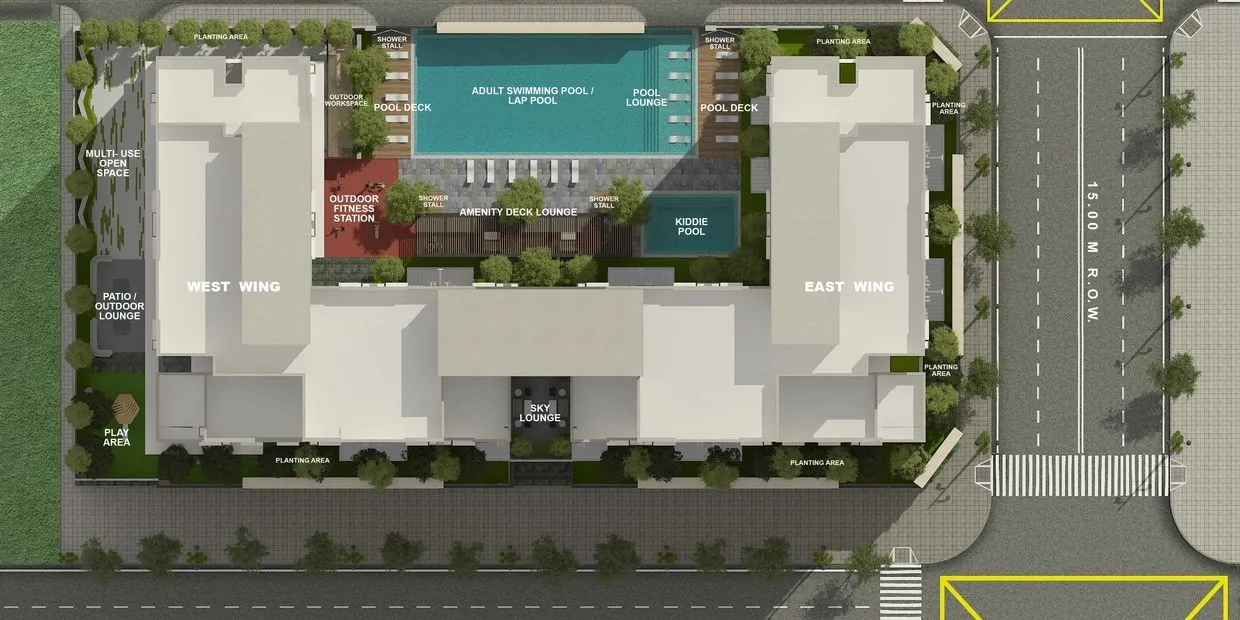 PLANTING AREA
SHOWER
STALL
SHOWER
STALL
PLANTING AREA
OUTDOOR
WORKSPACE
POOL DECK
ADULT SWIMMING POOL /
LAP POOL
POOL
LOUNGE
POOL DECK
PLANTING
AREA
MULTI- USE
OPEN
SPACE
OUTDOOR
FITNESS
STATION
SHOWER
STALL
AMENITY DECK LOUNGE
SHOWER
STALL
KIDDIE
POOL
15.00 M R.O.W.
WEST WING
EAST WING
PATIO /
OUTDOOR
LOUNGE
PLANTING
AREA
SKY
LOUNGE
PLAY
AREA
PLANTING AREA
PLANTING AREA